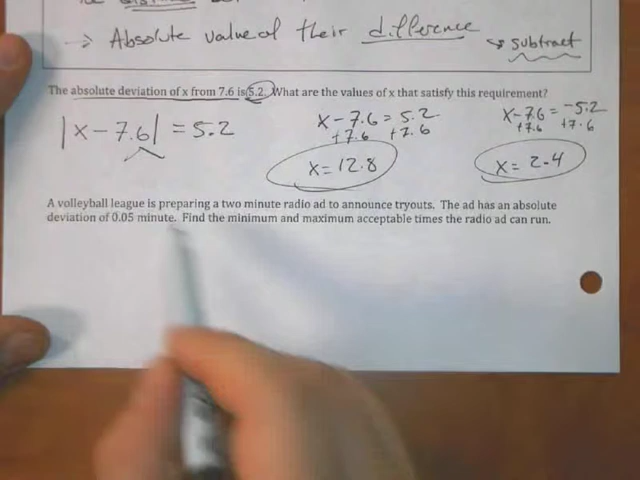 -> Absolute value of their difference
subtract
The absolute deviation of x from 7.6 is 5.2. What are the values of x that satisfy this requirement?
|x - 7.6| = 5.2
x - 7.6 = 5.2
+7.6 +7.6
x = 12.8
x - 7.6 = -5.2
+7.6 +7.6
x = 2.4
A volleyball league is preparing a two minute radio ad to announce tryouts. The ad has an absolute
deviation of 0.05 minute. Find the minimum and maximum acceptable times the radio ad can run.